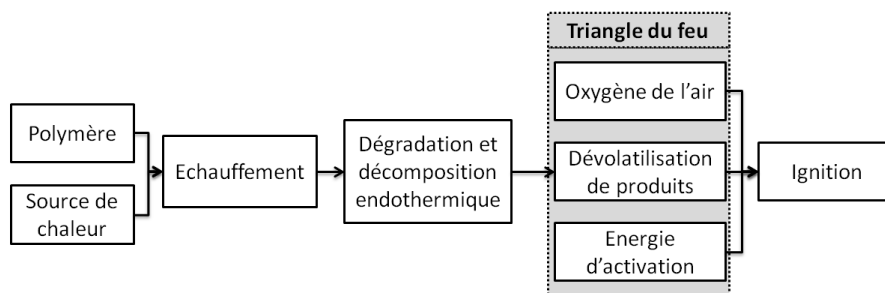 Triangle du feu
Oxygène de l'air
Polymère
Echauffement
Dégradation et
décomposition
endothermique
Dévolatilisation
de produits
Ignition
Source de
chaleur
Energie
d'activation